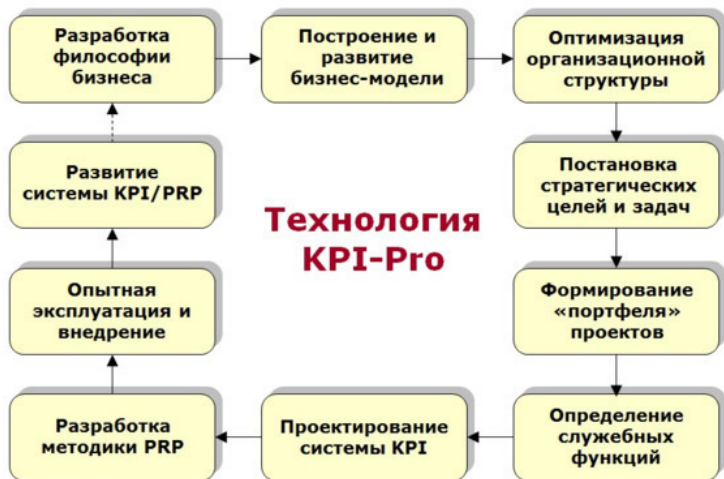 Разработка
философии
бизнеса
Построение и
развитие
бизнес-модели
Оптимизация
организационной
структуры
Развитие
системы KPI/PRP
Технология
KPI-Pro
Постановка
стратегических
целей и задач
Опытная
эксплуатация и
внедрение
Формирование
«портфеля»
проектов
Разработка
методики PRP
Проектирование
системы KPI
Определение
служебных
функций